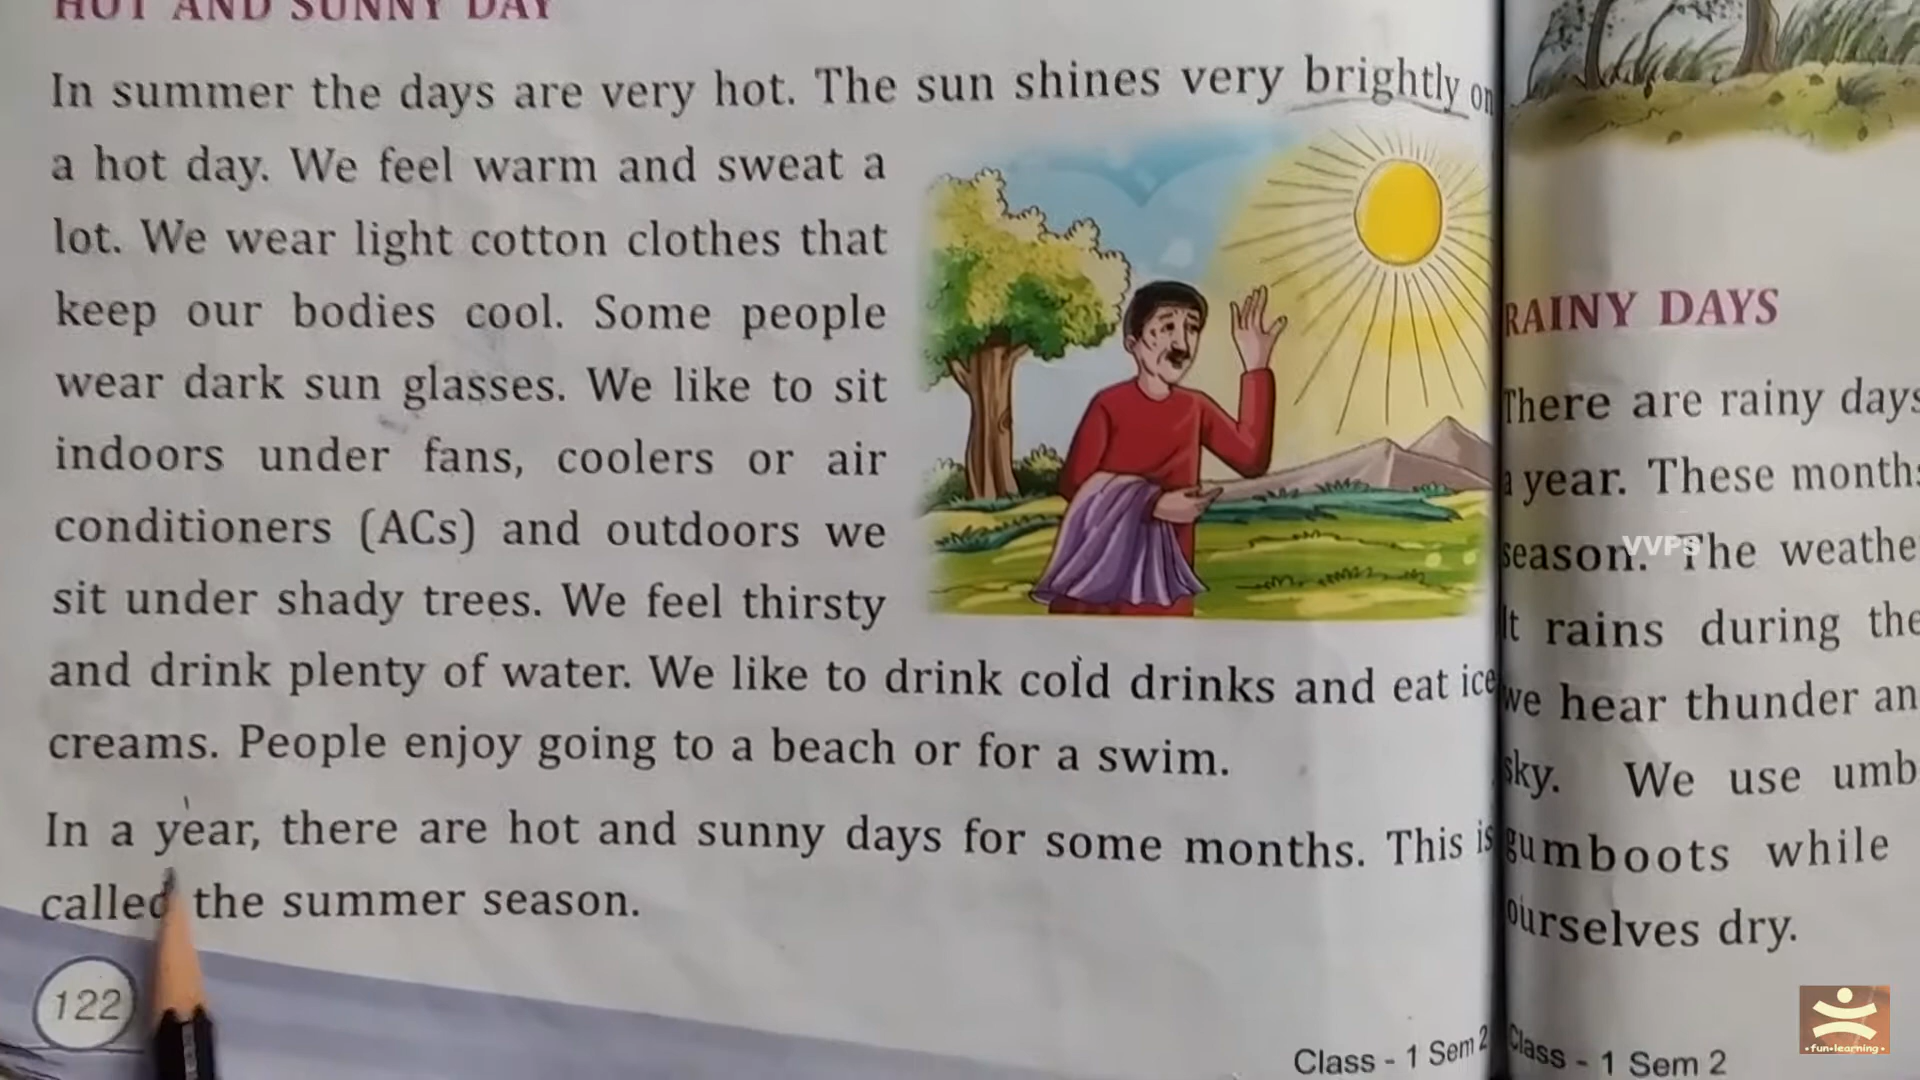 HOT AND SUNNY DAY
In summer the days are very hot. The sun shines very brightly on
a hot day. We feel warm and sweat a
lot. We wear light cotton clothes that
keep our bodies cool. Some people
wear dark sun glasses. We like to sit
indoors under fans, coolers or air
conditioners (ACs) and outdoors we
sit under shady trees. We feel thirsty
and drink plenty of water. We like to drink cold drinks and eat ice
creams. People enjoy going to a beach or for a swim.
In a year, there are hot and sunny days for some months. This is
called the summer season.
122
Class - 1 Sem 2
RAINY DAYS
There are rainy days
a year. These months
season. The
It rains during the
we hear thunder
sky. We use
gumboots while
ourselves dry.
Class - 1 Sem 2
VVPS
fun-learning